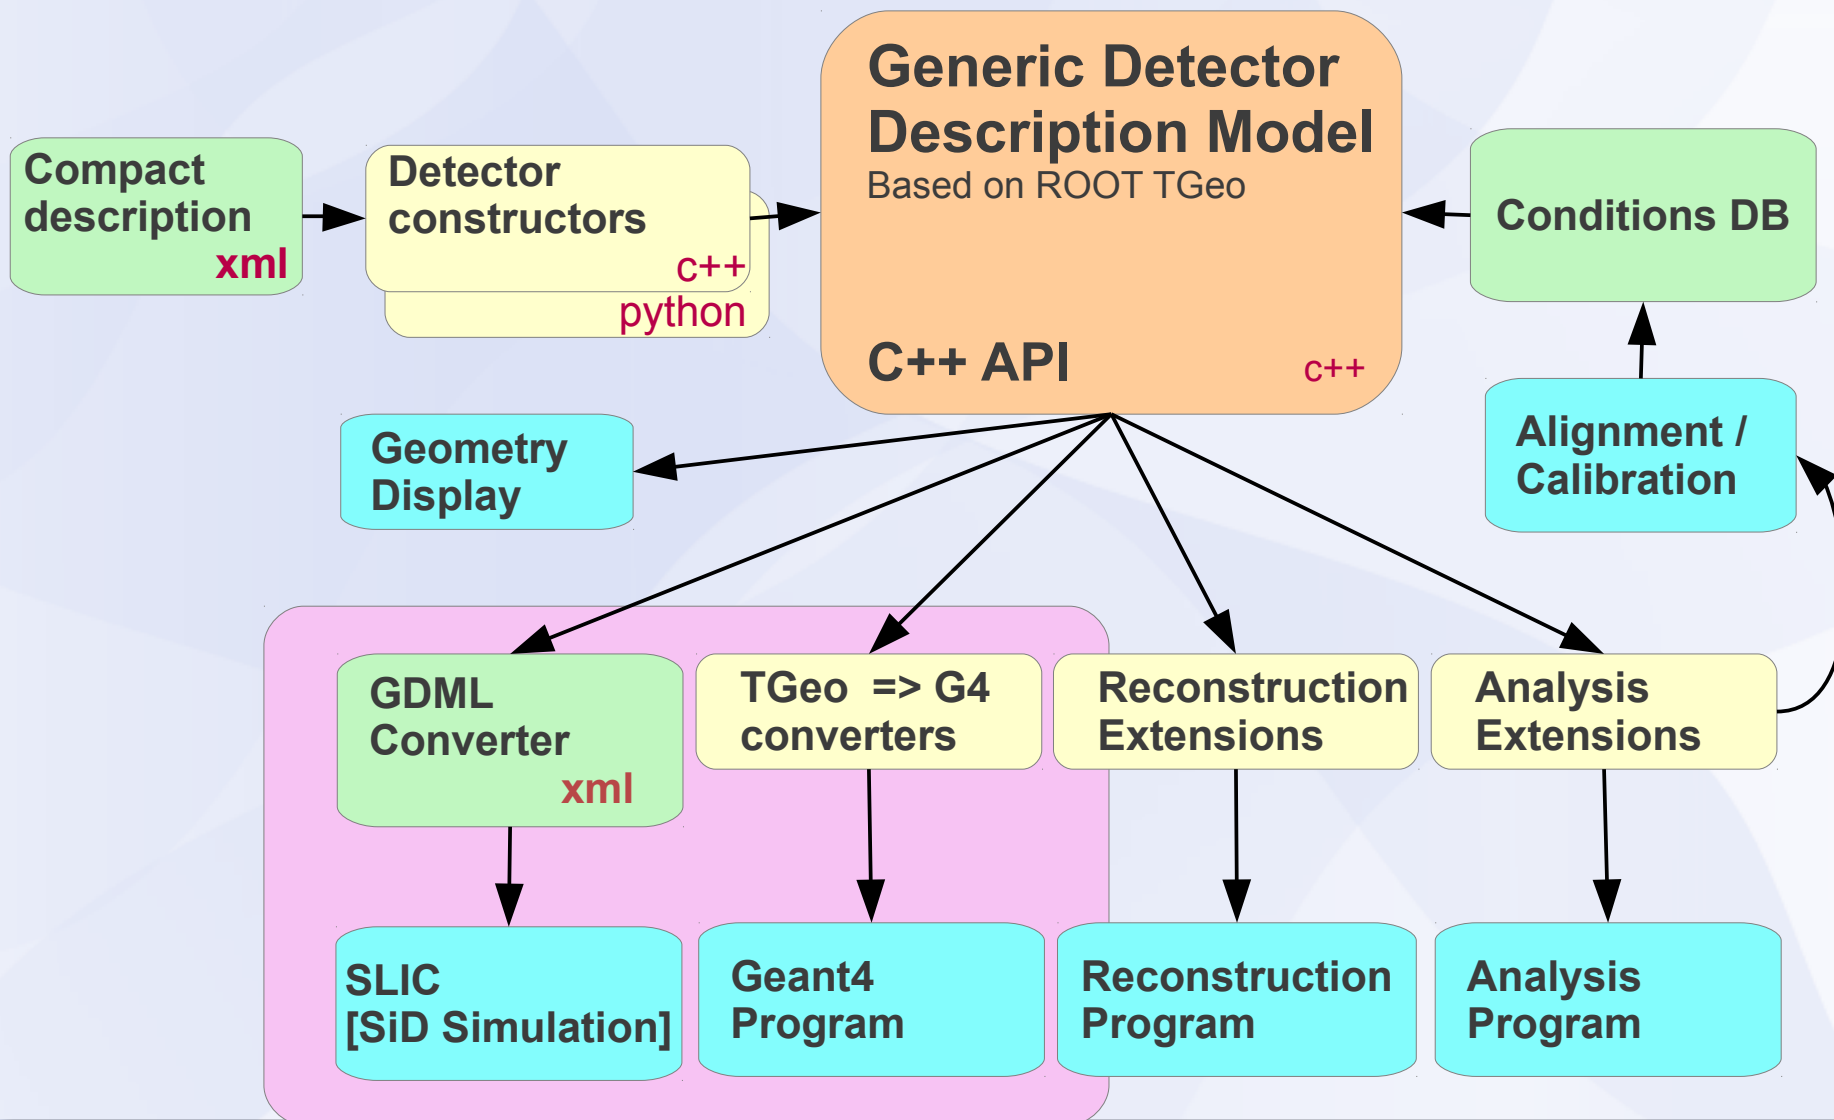 Generic Detector
Description Model
Based on ROOT TGeo
C++ API
c++
Compact
description
xml
Detector
constructors
c++
python
Conditions DB
Geometry
Display
Alignment /
Calibration
GDML
Converter
xml
TGeo => G4
converters
Reconstruction
Extensions
Analysis
Extensions
SLIC
[SiD Simulation]
Geant4
Program
Reconstruction
Program
Analysis
Program